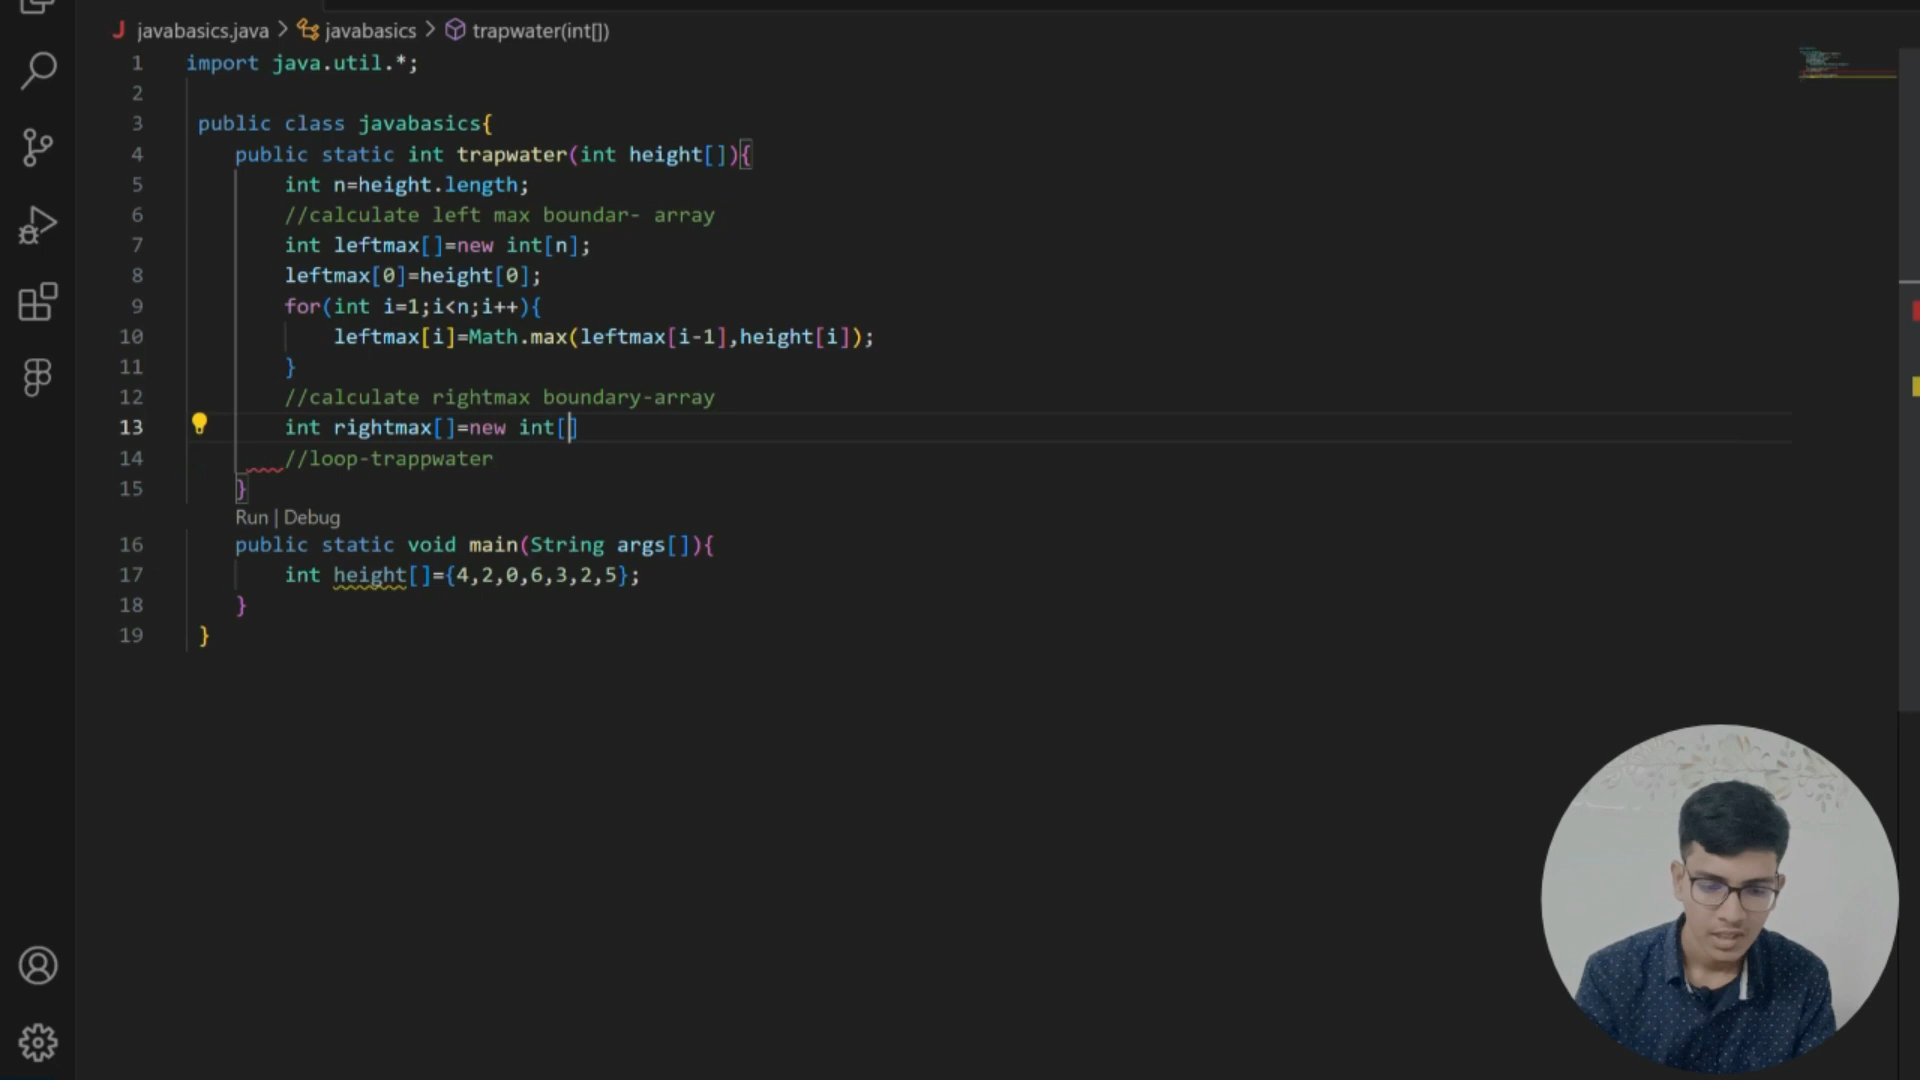 javabasics.java > javabasics > trapwater(int[])
1 import java.util.*;
2
3 public class javabasics{
4 public static int trapwater(int height[]){
5 int n=height.length;
6 //calculate left max boundar- array
7 int leftmax[]=new int[n];
8 leftmax[0]=height[0];
9 for(int i=1;i<n;i++){
10 leftmax[i]=Math.max(leftmax[i-1],height[i]);
11 }
12 //calculate rightmax boundary-array
13 int rightmax[]=new int[]
14 //loop-trappwater
15 }
Run | Debug
16 public static void main(String args[]){
17 int height[]={4,2,0,6,3,2,5};
18 }
19 }